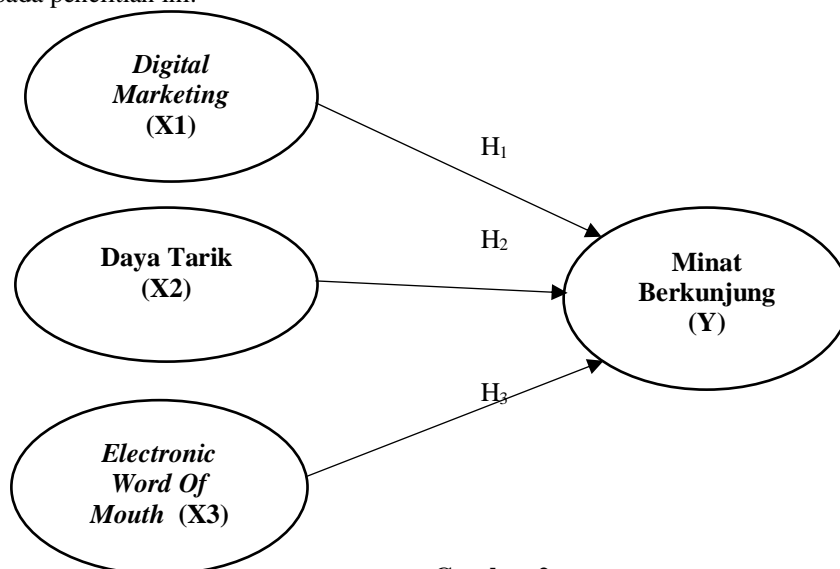 pada penelitian ini.
Digital
Marketing
(X1)
H₁
Daya Tarik
(X2)
H₂
Minat
Berkunjung
(Y)
H₃
Electronic
Word Of
Mouth (X3)